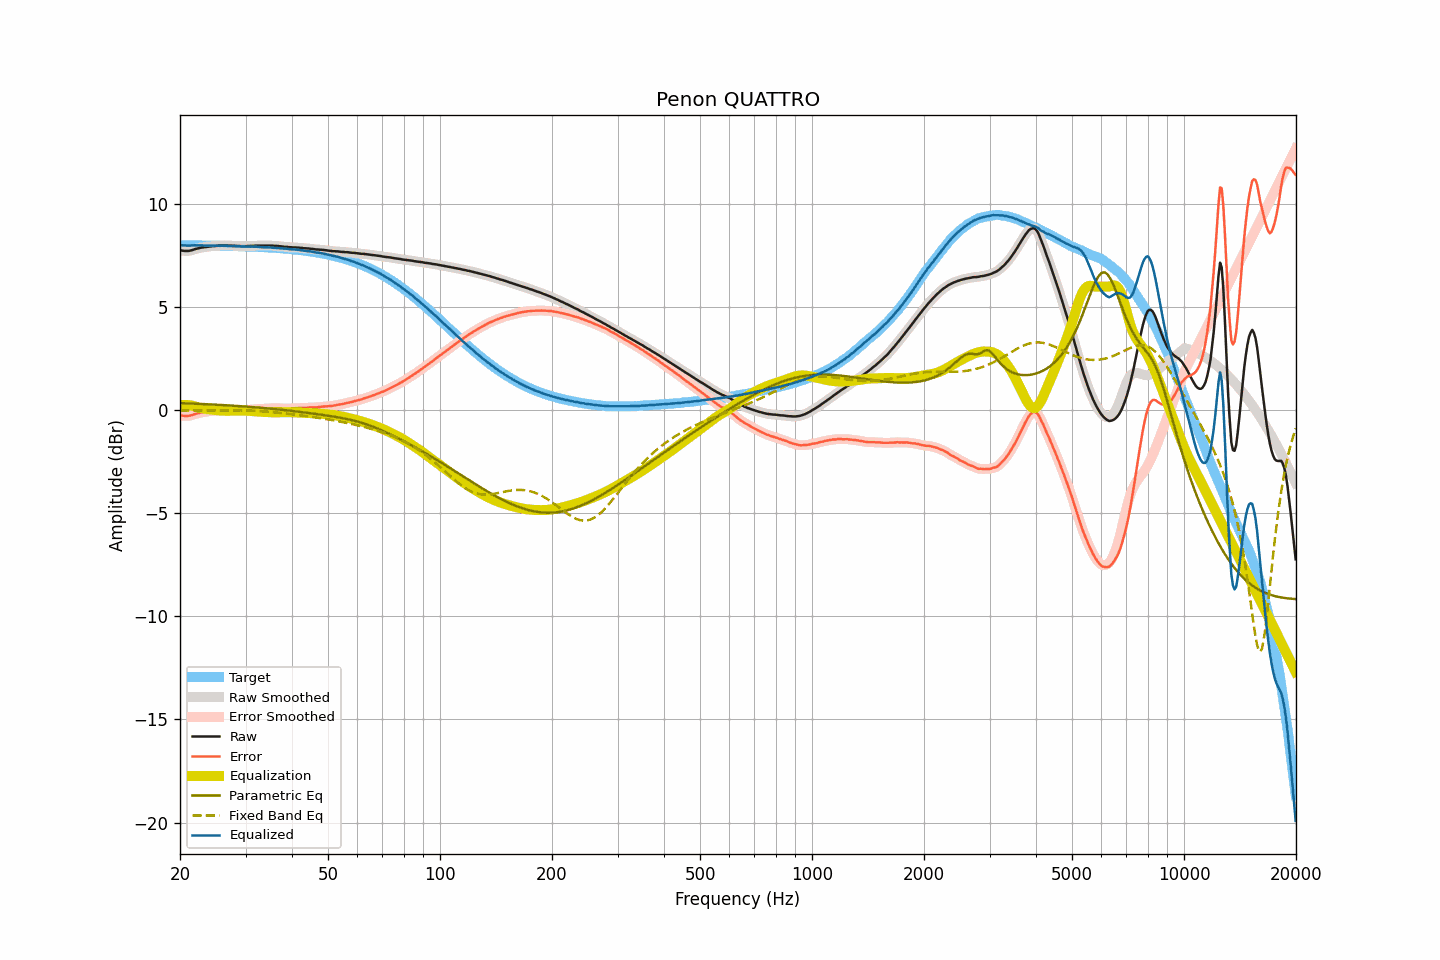 Penon QUATTRO
Amplitude (dBr)
10
5
0
−5
−10
−15
−20
Target
Raw Smoothed
Error Smoothed
Raw
Error
Equalization
Parametric Eq
Fixed Band Eq
Equalized
20 50 100 200 500 1000 2000 5000 10000 20000
Frequency (Hz)